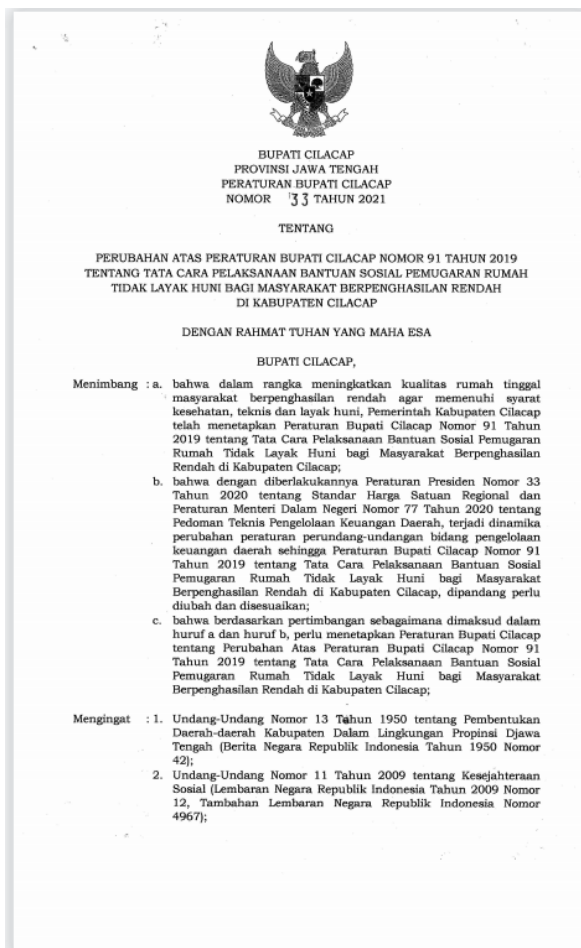 BUPATI CILACAP
PROVINSI JAWA TENGAH
PERATURAN BUPATI CILACAP
NOMOR 33 TAHUN 2021
TENTANG
PERUBAHAN ATAS PERATURAN BUPATI CILACAP NOMOR 91 TAHUN 2019
TENTANG TATA CARA PELAKSANAAN BANTUAN SOSIAL PEMUGARAN RUMAH
TIDAK LAYAK HUNI BAGI MASYARAKAT BERPENGHASILAN RENDAH
DI KABUPATEN CILACAP
DENGAN RAHMAT TUHAN YANG MAHA ESA
BUPATI CILACAP,
Menimbang : a. bahwa dalam rangka meningkatkan kualitas rumah tinggal
masyarakat berpenghasilan rendah agar memenuhi syarat
kesehatan, teknis dan layak huni, Pemerintah Kabupaten Cilacap
telah menetapkan Peraturan Bupati Cilacap Nomor 91 Tahun
2019 tentang Tata Cara Pelaksanaan Bantuan Sosial Pemugaran
Rumah Tidak Layak Huni bagi Masyarakat Berpenghasilan
Rendah di Kabupaten Cilacap;
b. bahwa dengan diberlakukannya Peraturan Presiden Nomor 33
Tahun 2020 tentang Standar Harga Satuan Regional dan
Peraturan Menteri Dalam Negeri Nomor 77 Tahun 2020 tentang
Pedoman Teknis Pengelolaan Keuangan Daerah, terjadi dinamika
perubahan peraturan perundang-undangan bidang pengelolaan
keuangan daerah sehingga Peraturan Bupati Cilacap Nomor 91
Tahun 2019 tentang Tata Cara Pelaksanaan Bantuan Sosial
Pemugaran Rumah Tidak Layak Huni bagi Masyarakat
Berpenghasilan Rendah di Kabupaten Cilacap, dipandang perlu
diubah dan disesuaikan;
c. bahwa berdasarkan pertimbangan sebagaimana dimaksud dalam
huruf a dan huruf b, perlu menetapkan Peraturan Bupati Cilacap
tentang Perubahan Atas Peraturan Bupati Cilacap Nomor 91
Tahun 2019 tentang Tata Cara Pelaksanaan Bantuan Sosial
Pemugaran Rumah Tidak Layak Huni bagi Masyarakat
Berpenghasilan Rendah di Kabupaten Cilacap;
Mengingat : 1. Undang-Undang Nomor 13 Tahun 1950 tentang Pembentukan
Daerah-daerah Kabupaten Dalam Lingkungan Propinsi Djawa
Tengah (Berita Negara Republik Indonesia Tahun 1950 Nomor
42);
2. Undang-Undang Nomor 11 Tahun 2009 tentang Kesejahteraan
Sosial (Lembaran Negara Republik Indonesia Tahun 2009 Nomor
12, Tambahan Lembaran Negara Republik Indonesia Nomor
4967);